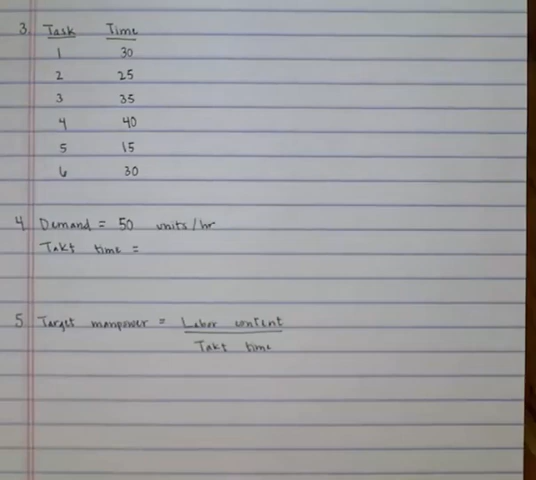 3. Task Time
1 30
2 25
3 35
4 40
5 15
6 30
4 Demand = 50 units/hr
Takt time =
5 Target manpower = Labor content
Takt time